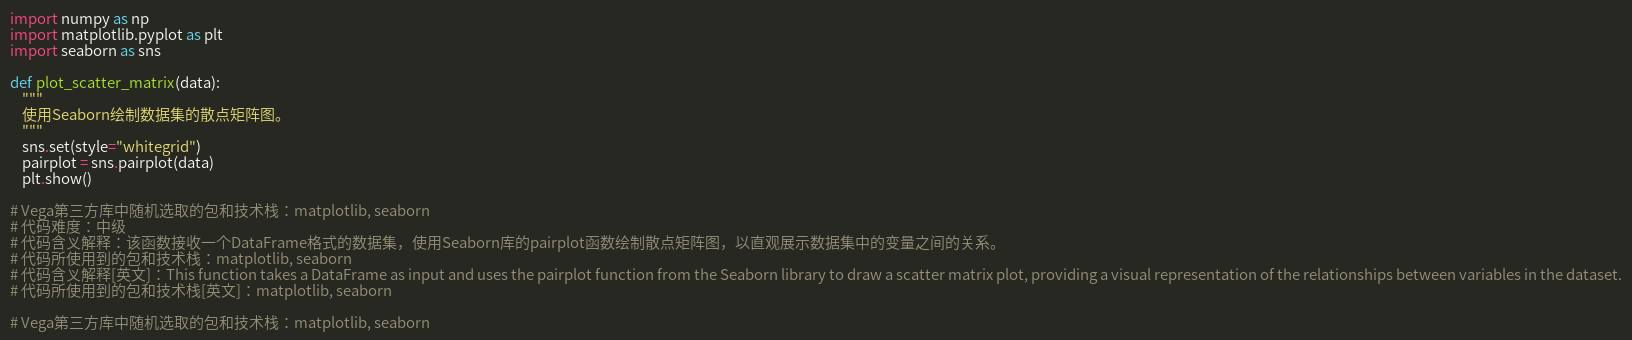 import numpy as np
import matplotlib.pyplot as plt
import seaborn as sns

def plot_scatter_matrix(data):
    """
    使用Seaborn绘制数据集的散点矩阵图。
    """
    sns.set(style="whitegrid")
    pairplot = sns.pairplot(data)
    plt.show()

# Vega第三方库中随机选取的包和技术栈：matplotlib, seaborn
# 代码难度：中级
# 代码含义解释：该函数接收一个DataFrame格式的数据集，使用Seaborn库的pairplot函数绘制散点矩阵图，以直观展示数据集中的变量之间的关系。
# 代码所使用到的包和技术栈：matplotlib, seaborn
# 代码含义解释[英文]：This function takes a DataFrame as input and uses the pairplot function from the Seaborn library to draw a scatter matrix plot, providing a visual representation of the relationships between variables in the dataset.
# 代码所使用到的包和技术栈[英文]：matplotlib, seaborn

# Vega第三方库中随机选取的包和技术栈：matplotlib, seaborn